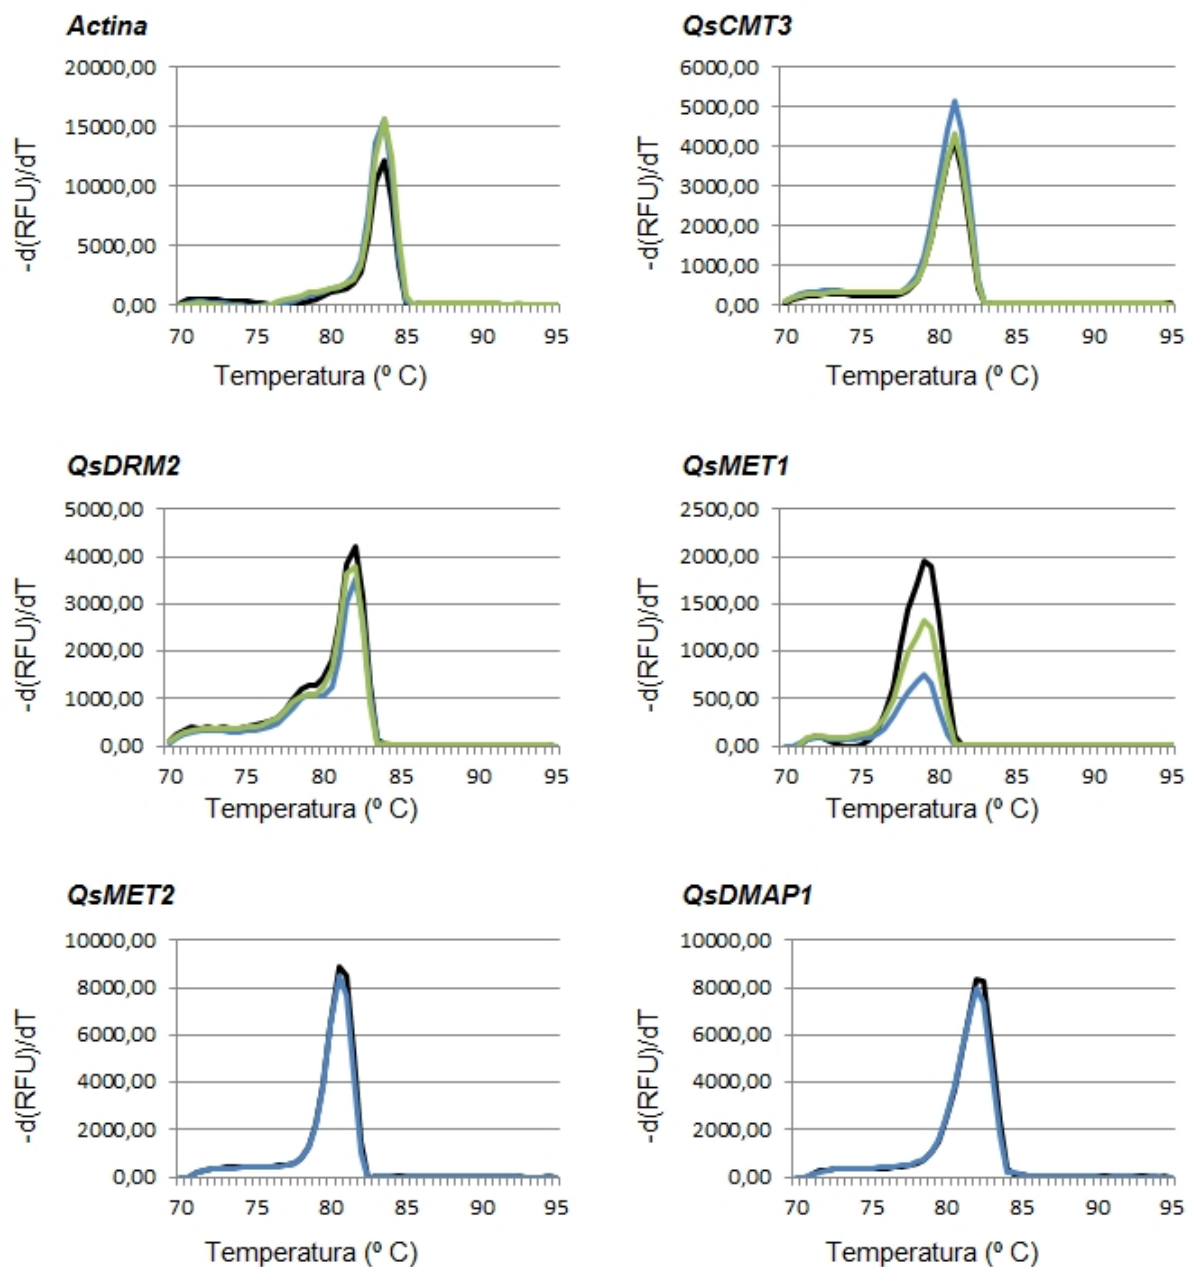 Actina
20000,00
15000,00
10000,00
5000,00
0,00
-d(RFU)/dT
70 75 80 85 90 95
Temperatura (º C)
QsCMT3
6000,00
5000,00
4000,00
3000,00
2000,00
1000,00
0,00
-d(RFU)/dT
70 75 80 85 90 95
Temperatura (º C)
QsDRM2
5000,00
4000,00
3000,00
2000,00
1000,00
0,00
-d(RFU)/dT
70 75 80 85 90 95
Temperatura (º C)
QsMET1
2500,00
2000,00
1500,00
1000,00
500,00
0,00
-d(RFU)/dT
70 75 80 85 90 95
Temperatura (º C)
QsMET2
10000,00
8000,00
6000,00
4000,00
2000,00
0,00
-d(RFU)/dT
70 75 80 85 90 95
Temperatura (º C)
QsDMAP1
10000,00
8000,00
6000,00
4000,00
2000,00
0,00
-d(RFU)/dT
70 75 80 85 90 95
Temperatura (º C)